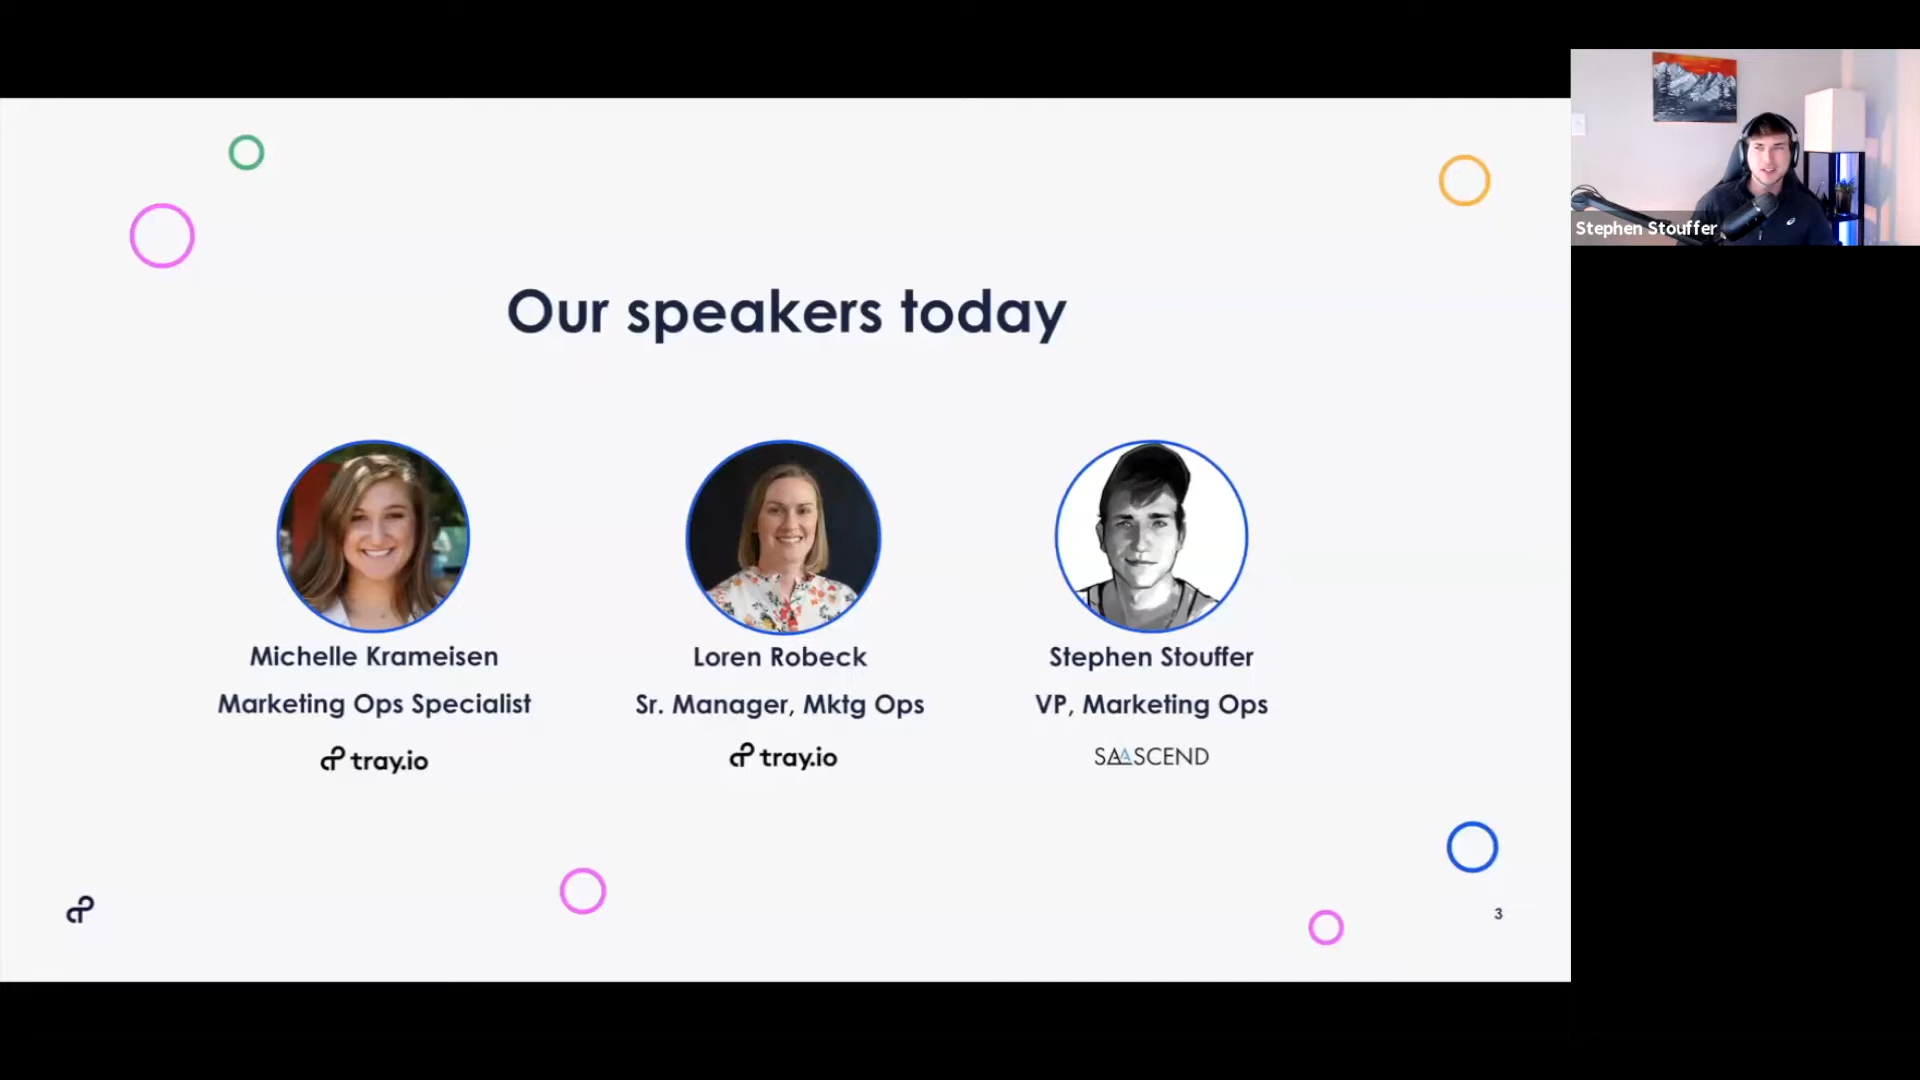 Our speakers today
Michelle Krameisen
Marketing Ops Specialist
tray.io
Loren Robeck
Sr. Manager, Mktg Ops
tray.io
Stephen Stouffer
VP, Marketing Ops
SAASCEND
3
Stephen Stouffer